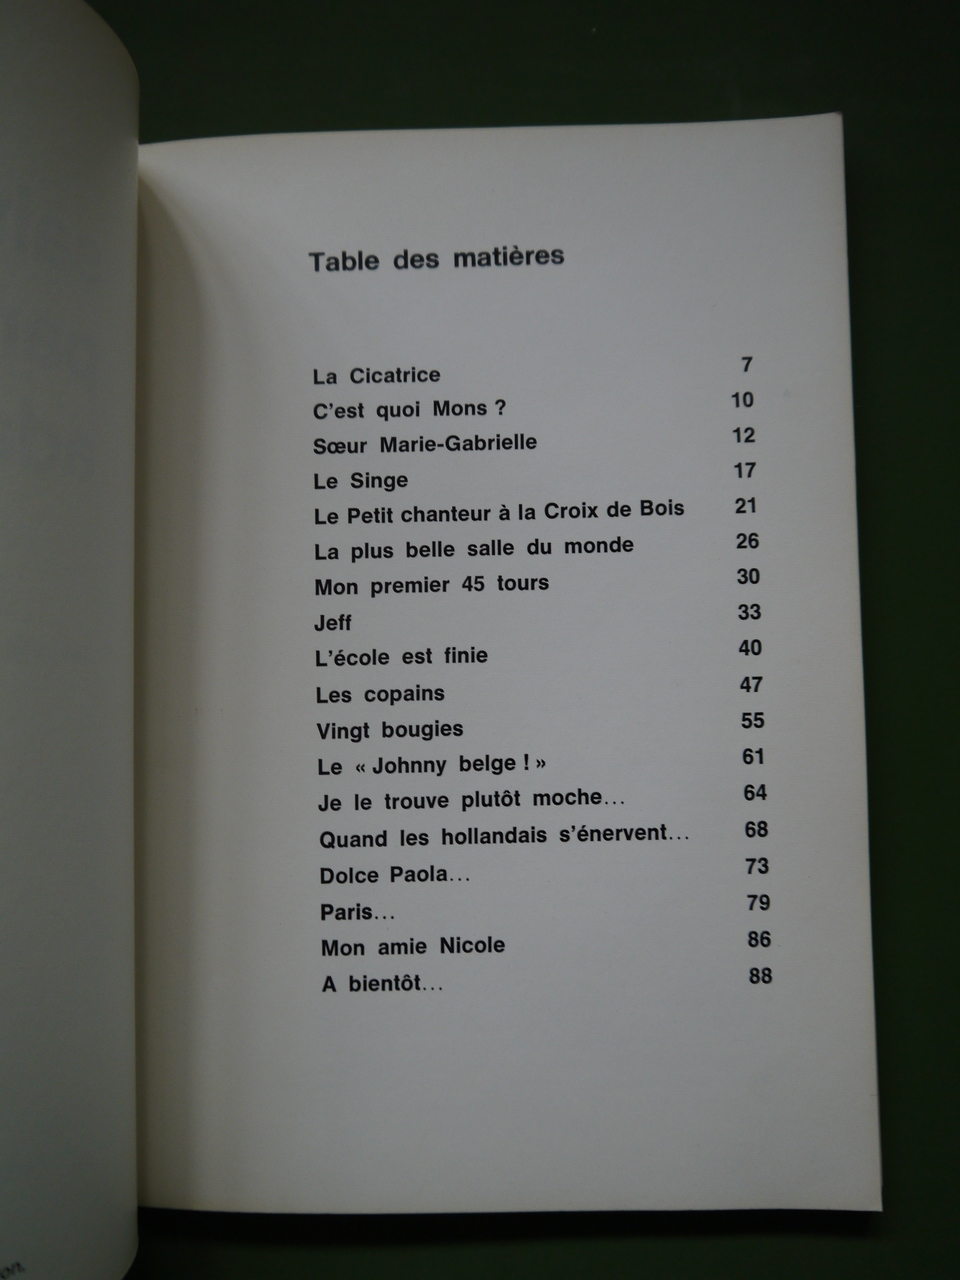 Table des matières
La Cicatrice 7
C'est quoi Mons ? 10
Sœur Marie-Gabrielle 12
Le Singe 17
Le Petit chanteur à la Croix de Bois 21
La plus belle salle du monde 26
Mon premier 45 tours 30
Jeff 33
L'école est finie 40
Les copains 47
Vingt bougies 55
Le « Johnny belge ! » 61
Je le trouve plutôt moche... 64
Quand les hollandais s'énervent... 68
Dolce Paola... 73
Paris... 79
Mon amie Nicole 86
A bientôt... 88